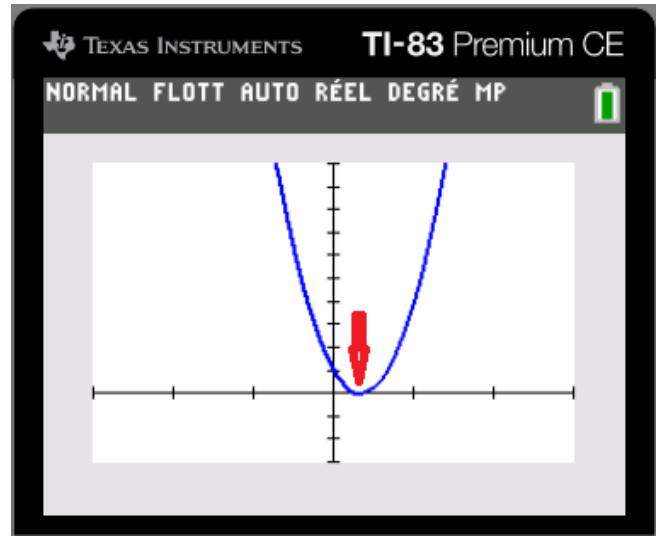 TEXAS INSTRUMENTS TI-83 Premium CE
NORMAL FLOTT AUTO RÉEL DEGRÉ MP